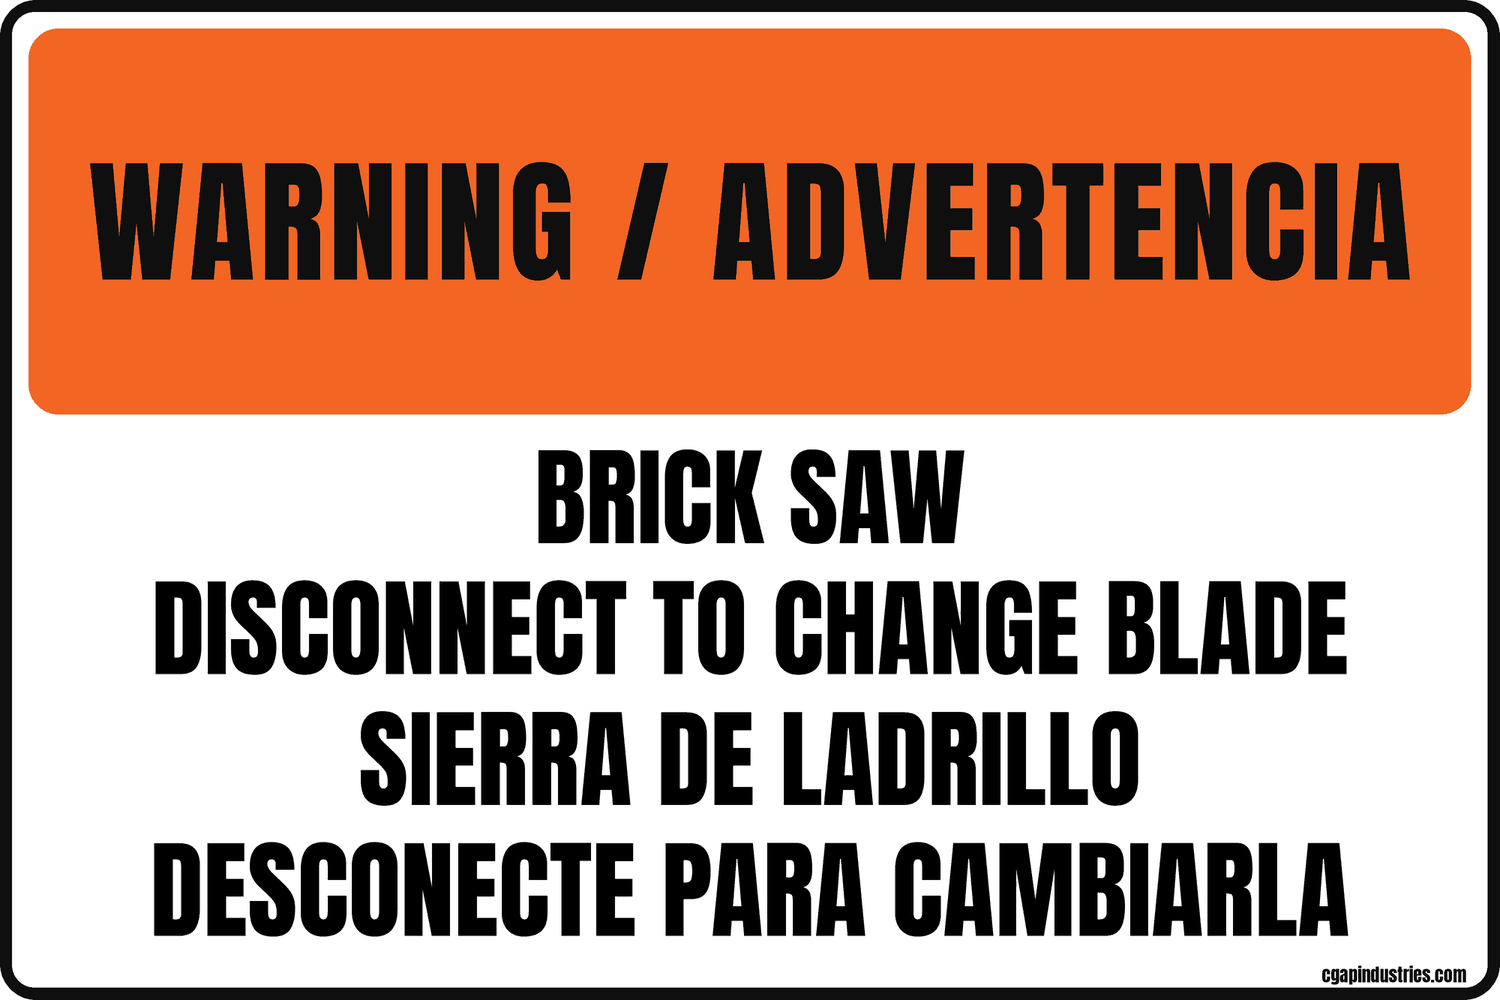 WARNING / ADVERTENCIA
BRICK SAW
DISCONNECT TO CHANGE BLADE
SIERRA DE LADRILLO
DESCONECTE PARA CAMBIARLA
cgapindustries.com